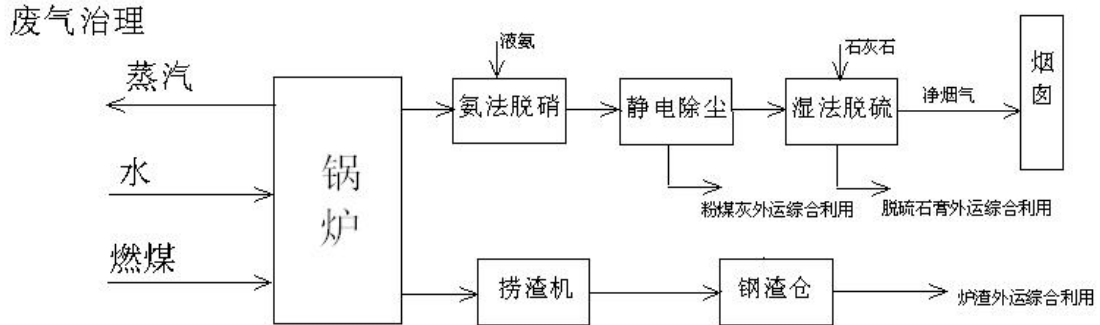 废气治理
蒸汽
水
燃煤
锅炉
液氨
氨法脱硝
静电除尘
石灰石
湿法脱硫
净烟气
烟囱
粉煤灰外运综合利用
脱硫石膏外运综合利用
捞渣机
钢渣仓
炉渣外运综合利用